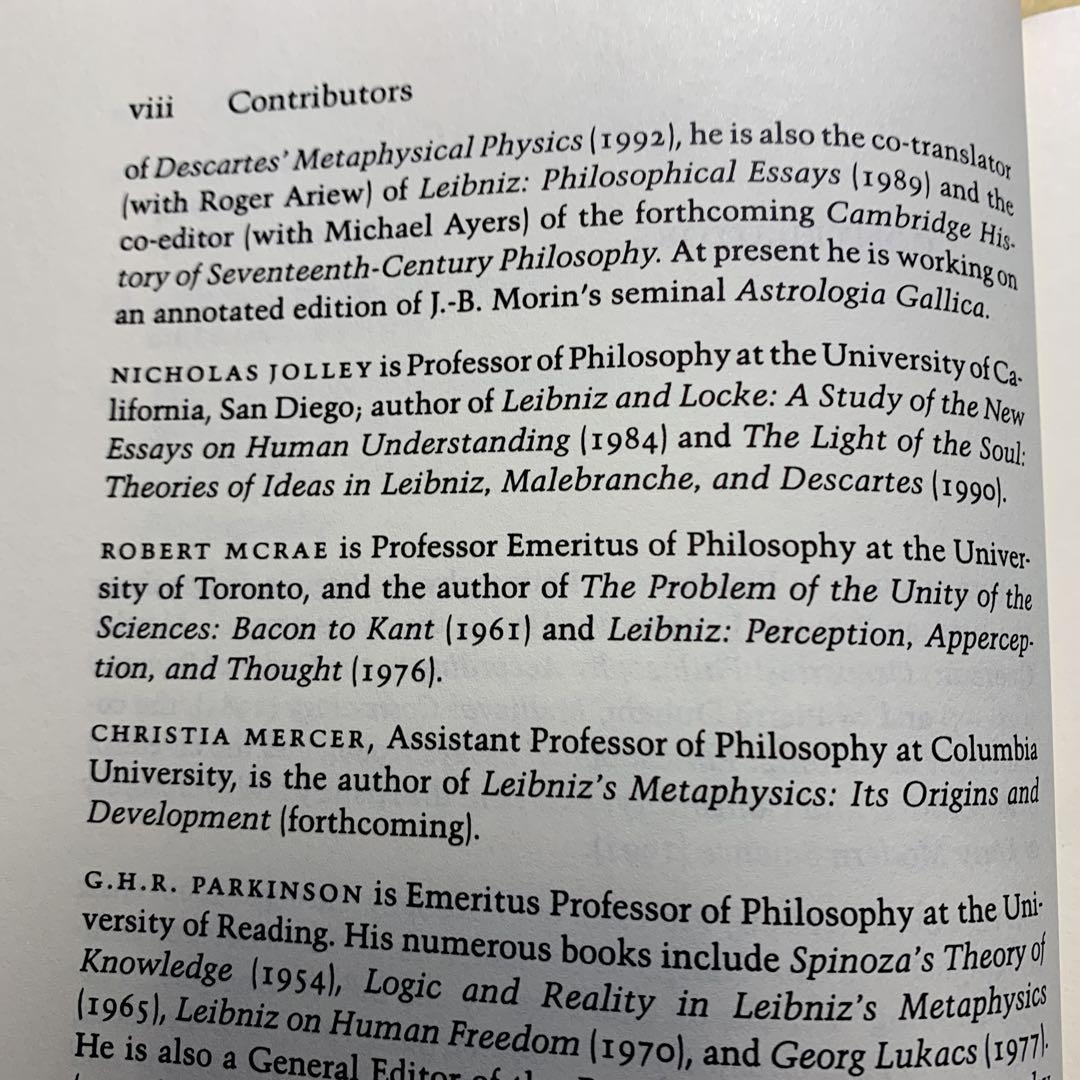 viii Contributors
of Descartes' Metaphysical Physics (1992), he is also the co-translator
(with Roger Ariew) of Leibniz: Philosophical Essays (1989) and the
co-editor (with Michael Ayers) of the forthcoming Cambridge His-
tory of Seventeenth-Century Philosophy. At present he is working on
an annotated edition of J.-B. Morin's seminal Astrologia Gallica.
NICHOLAS JOLLEY is Professor of Philosophy at the University of Ca-
lifornia, San Diego; author of Leibniz and Locke: A Study of the New
Essays on Human Understanding (1984) and The Light of the Soul:
Theories of Ideas in Leibniz, Malebranche, and Descartes (1990).
ROBERT MCRAE is Professor Emeritus of Philosophy at the Univer-
sity of Toronto, and the author of The Problem of the Unity of the
Sciences: Bacon to Kant (1961) and Leibniz: Perception, Appercep-
tion, and Thought (1976).
CHRISTIA MERCER, Assistant Professor of Philosophy at Columbia
University, is the author of Leibniz's Metaphysics: Its Origins and
Development (forthcoming).
G.H.R. PARKINSON is Emeritus Professor of Philosophy at the Uni-
versity of Reading. His numerous books include Spinoza's Theory of
Knowledge (1954), Logic and Reality in Leibniz's Metaphysics
(1965), Leibniz on Human Freedom (1970), and Georg Lukacs (1977).
He is also a General Editor of the